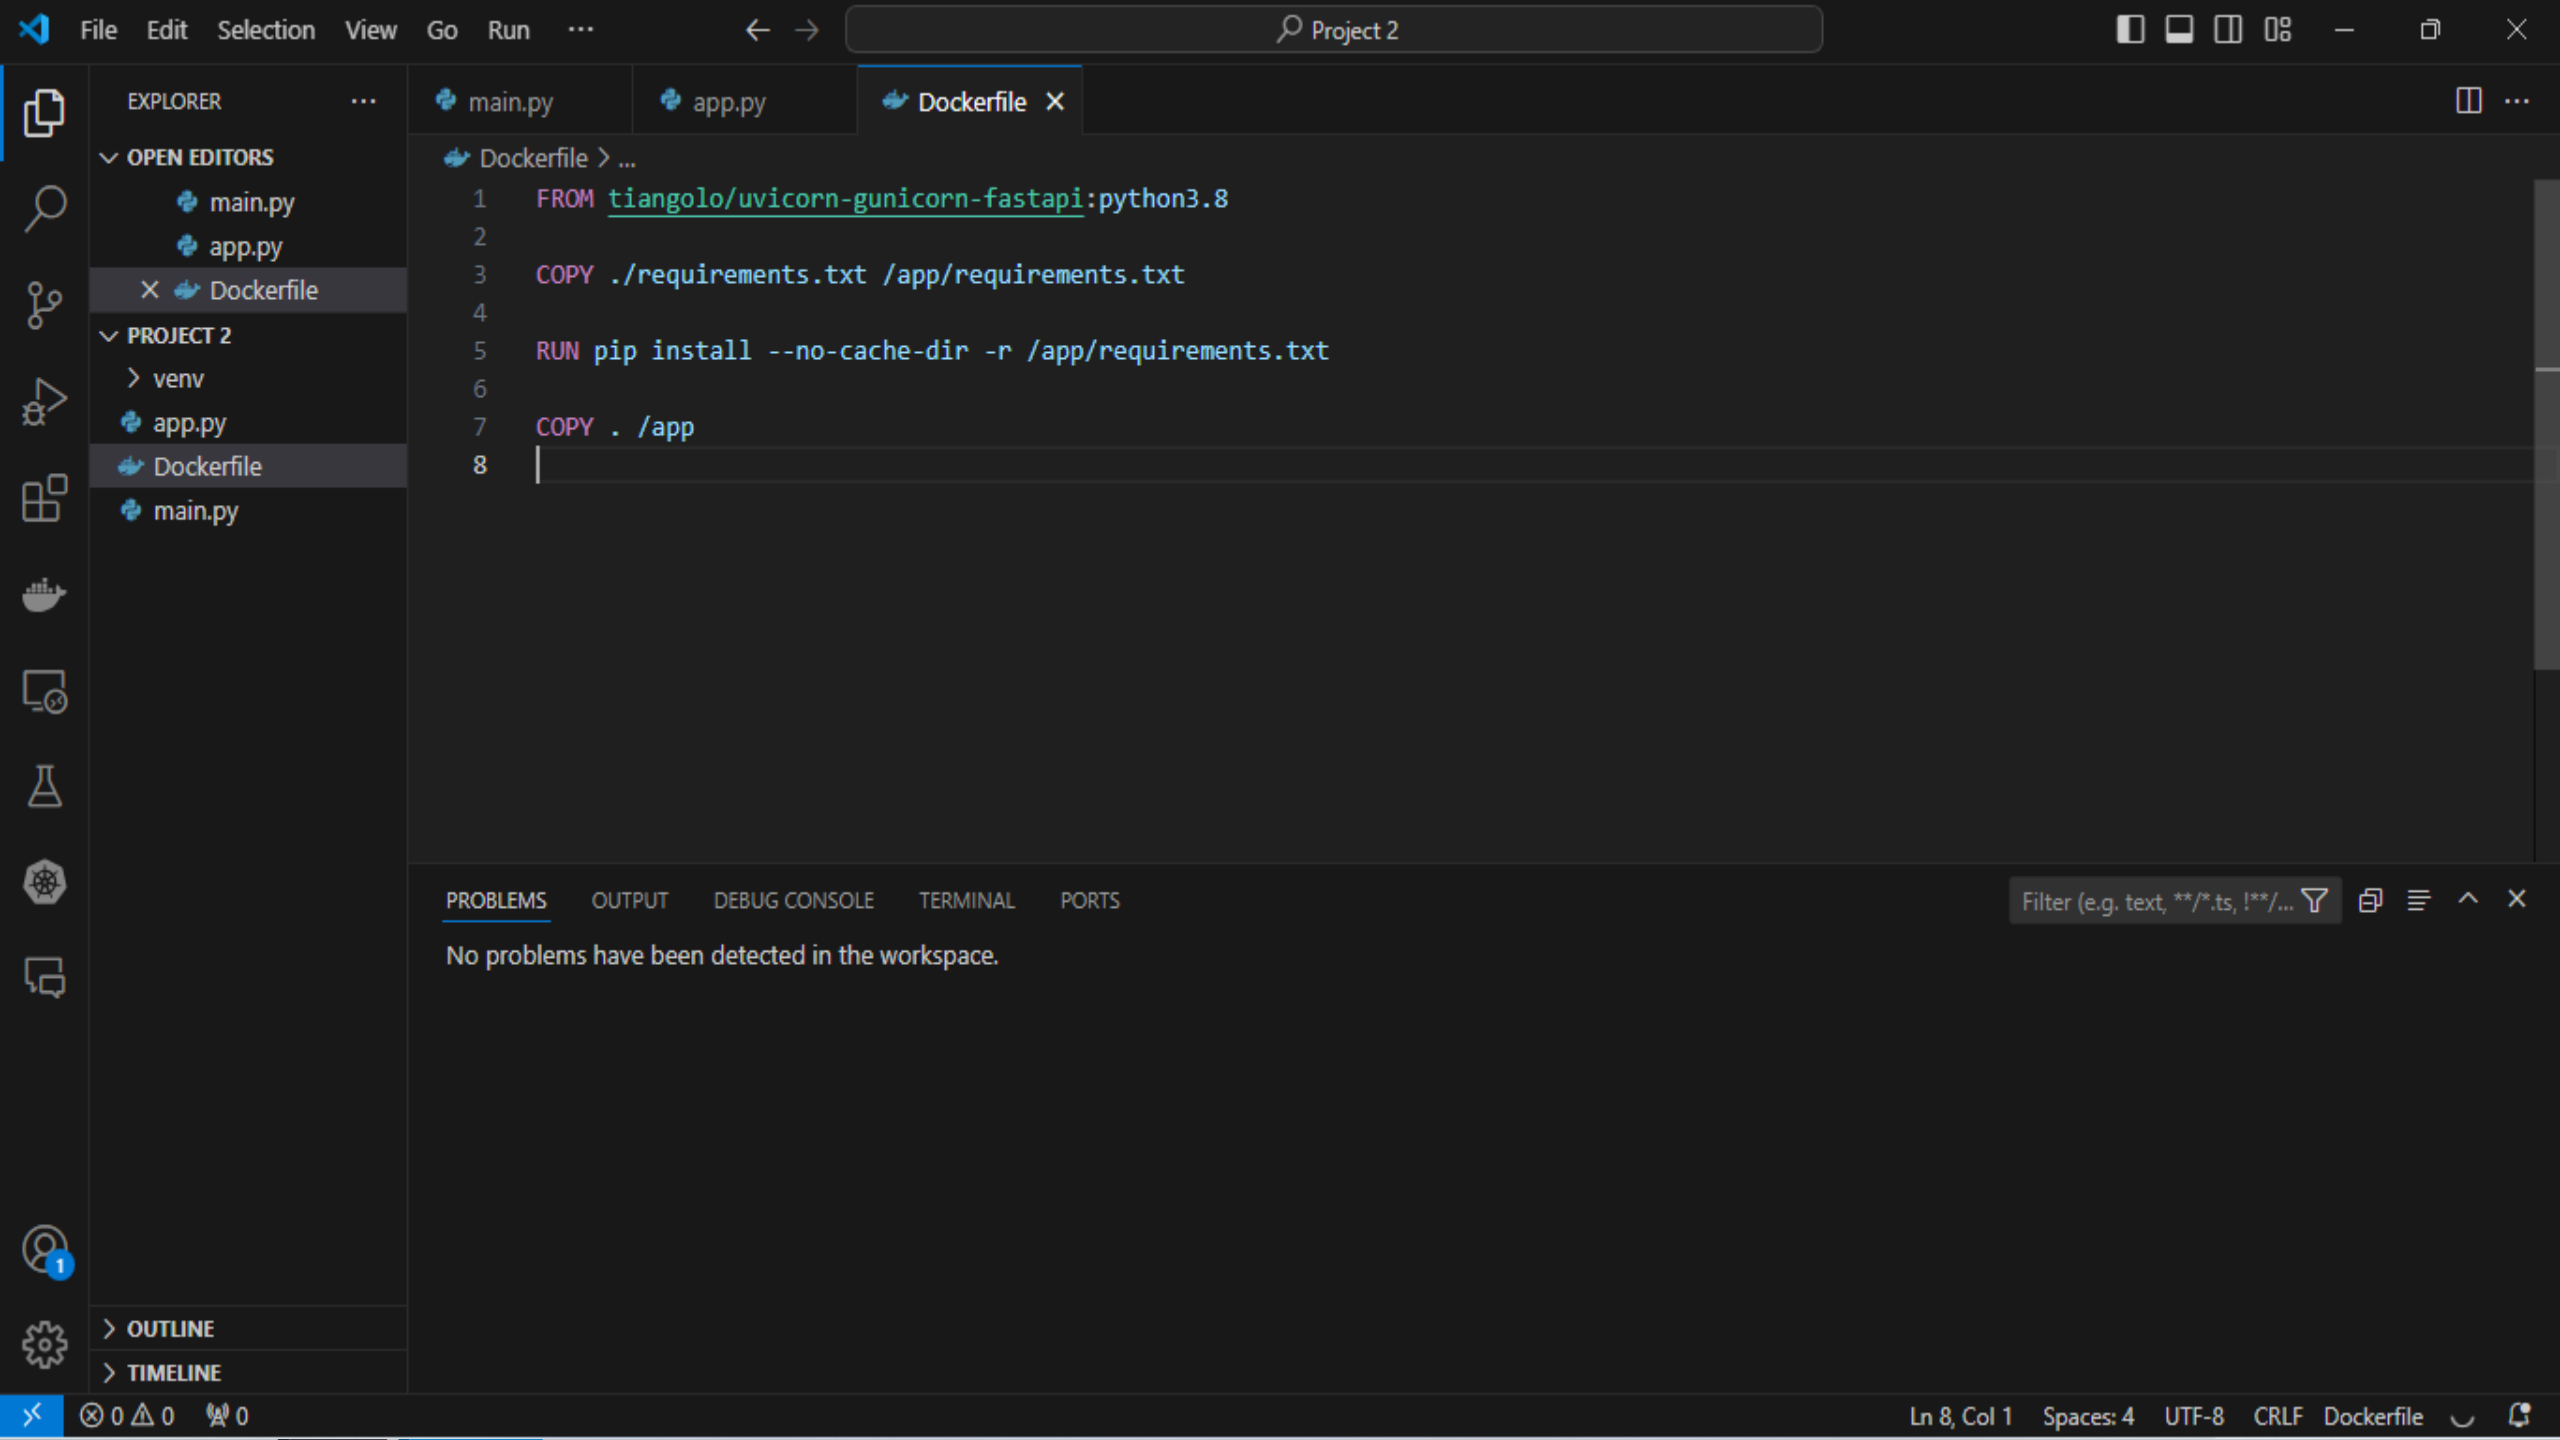 File Edit Selection View Go Run ···
Project 2
EXPLORER
OPEN EDITORS
main.py
app.py
Dockerfile
PROJECT 2
venv
app.py
Dockerfile
main.py
OUTLINE
TIMELINE
main.py app.py Dockerfile
Dockerfile > ...
1 FROM tiangolo/uvicorn-gunicorn-fastapi:python3.8
2
3 COPY ./requirements.txt /app/requirements.txt
4
5 RUN pip install --no-cache-dir -r /app/requirements.txt
6
7 COPY . /app
8
PROBLEMS OUTPUT DEBUG CONSOLE TERMINAL PORTS
Filter (e.g. text, **/*.ts, !**/...
No problems have been detected in the workspace.
1
0 0 0
Ln 8, Col 1 Spaces: 4 UTF-8 CRLF Dockerfile